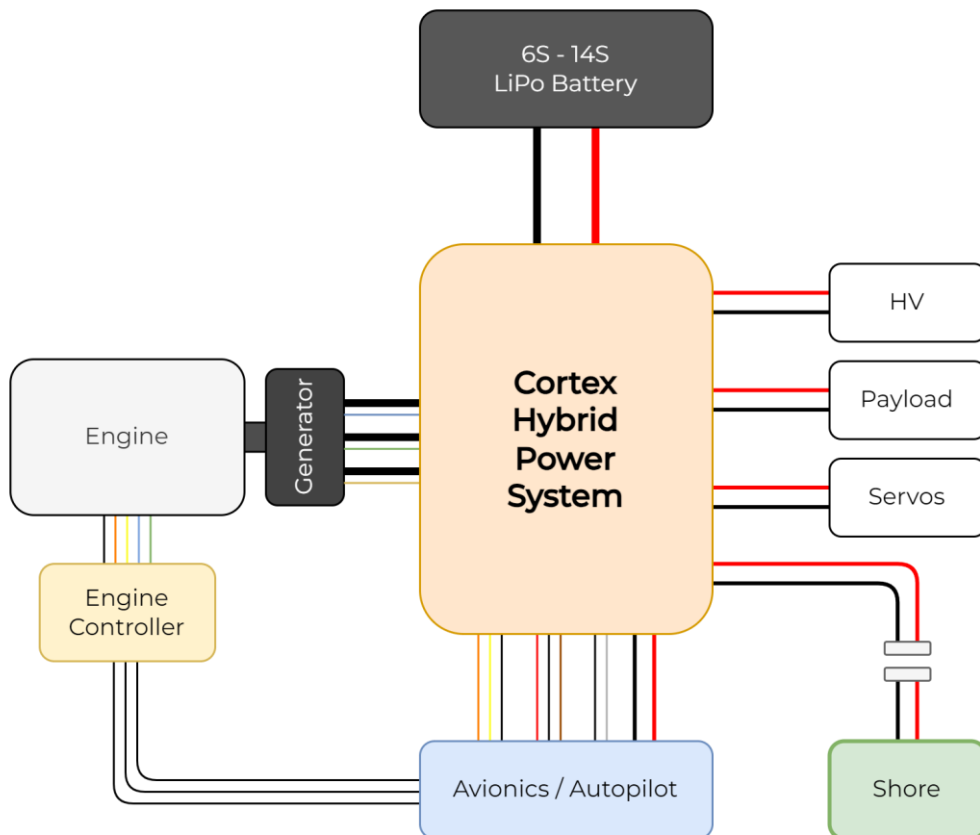 6S - 14S
LiPo Battery
HV
Cortex
Hybrid
Power
System
Payload
Engine
Generator
Servos
Engine
Controller
Avionics / Autopilot
Shore